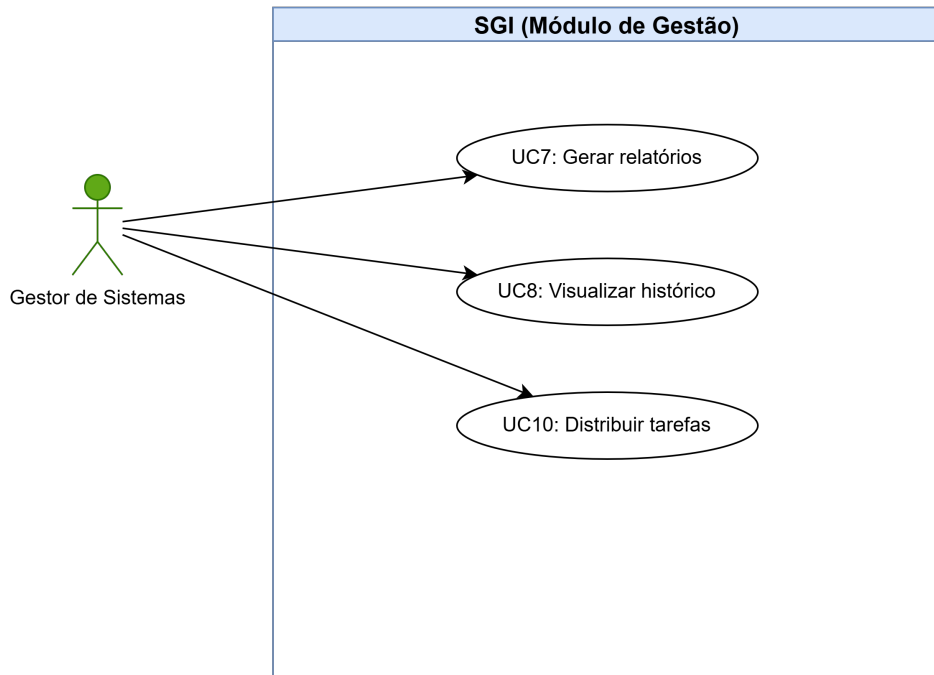 SGI (Módulo de Gestão)
UC7: Gerar relatórios
UC8: Visualizar histórico
Gestor de Sistemas
UC10: Distribuir tarefas